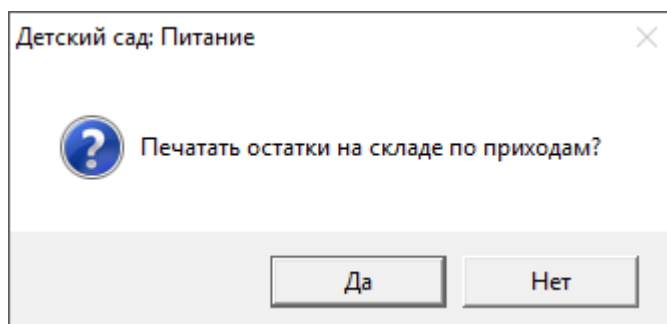 Детский сад: Питание
Печатать остатки на складе по приходам?
Да
Нет